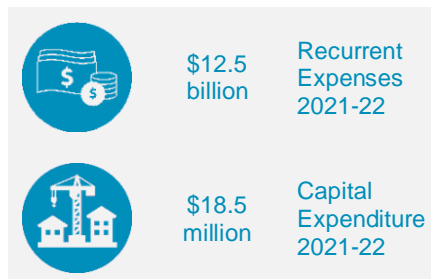 $
$
$12.5
billion
Recurrent
Expenses
2021-22
$18.5
million
Capital
Expenditure
2021-22